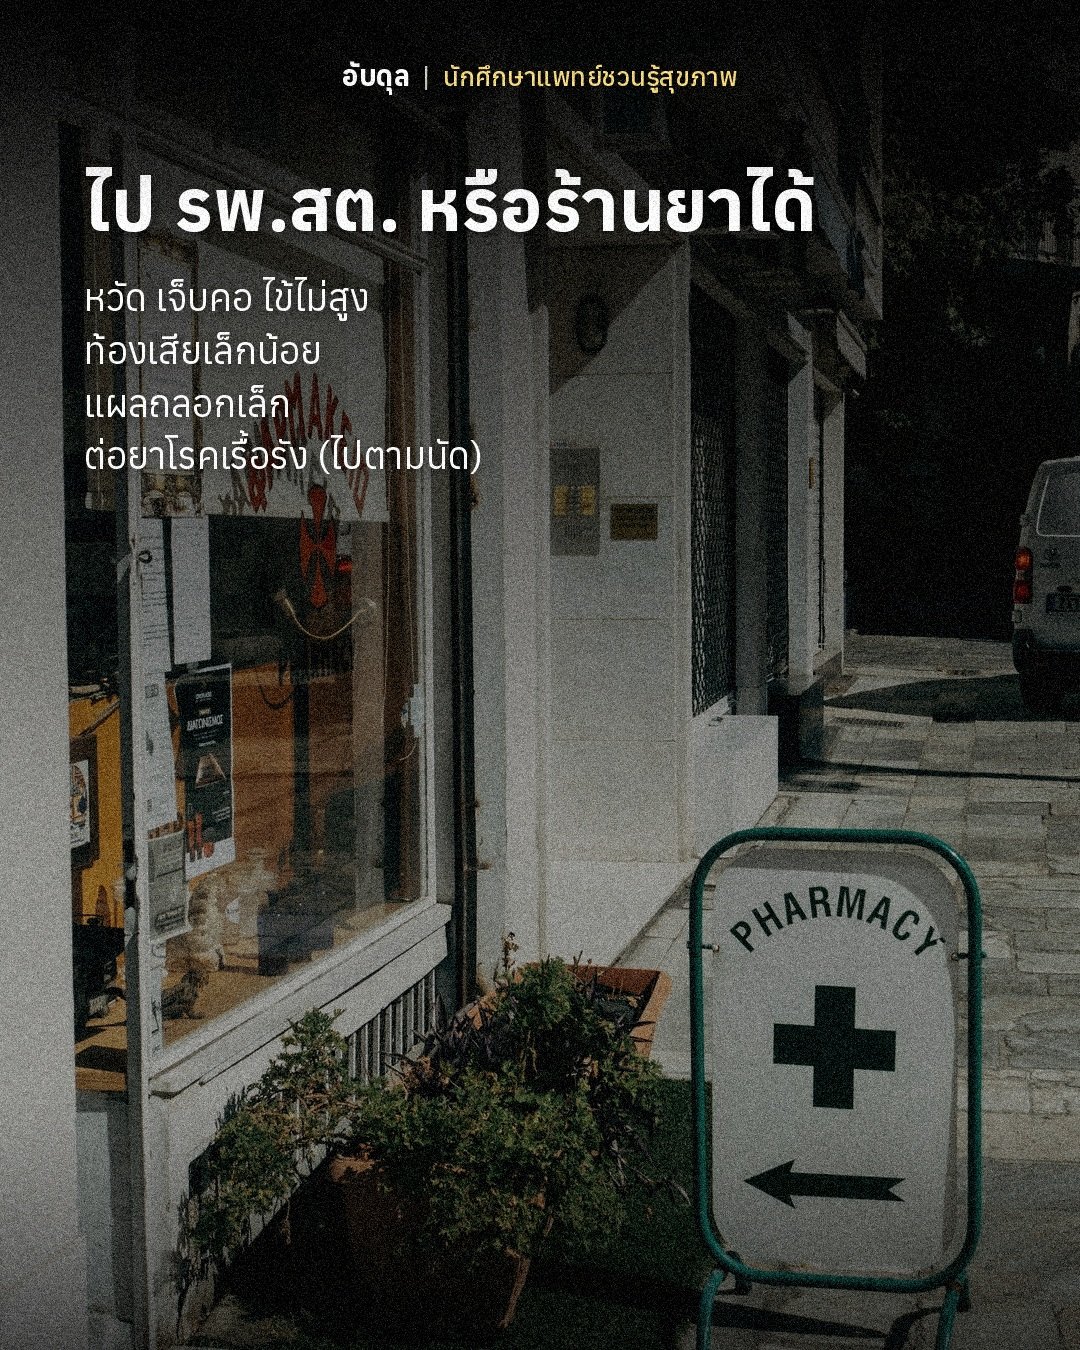 อับดุล | นักศึกษาแพทย์ชวนรู้สุขภาพ
ไป รพ.สต. หรือร้านยาได้
หวัด เจ็บคอ ไข้ไม่สูง
ท้องเสียเล็กน้อย
แผลถลอกเล็ก
ต่อยาโรคเรื้อรัง (ไปตามนัด)
PHARMACY